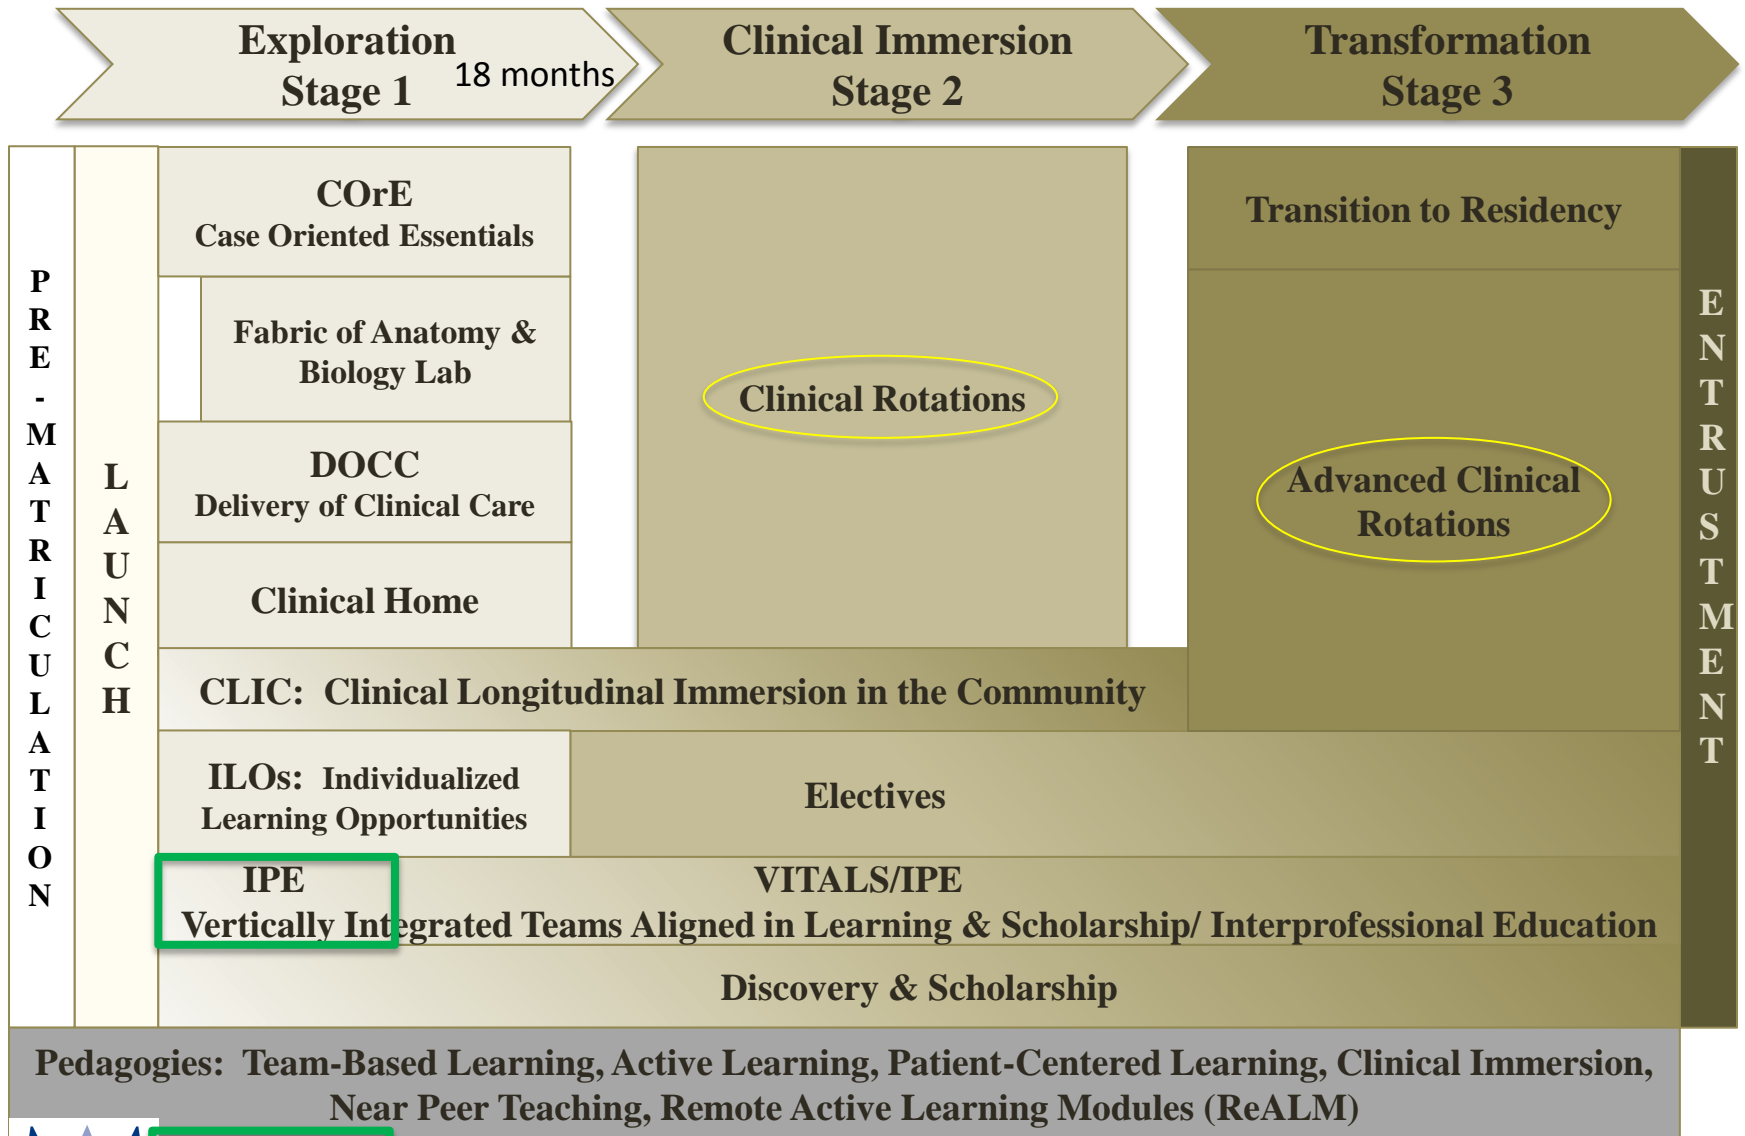 Exploration
Stage 1
18 months
Clinical Immersion
Stage 2
Transformation
Stage 3
PRE-MATRICULATION
LAUNCH
COrE
Case Oriented Essentials
Fabric of Anatomy &
Biology Lab
DOCC
Delivery of Clinical Care
Clinical Home
Clinical Rotations
Transition to Residency
Advanced Clinical
Rotations
ENTRUSTMENT
CLIC: Clinical Longitudinal Immersion in the Community
ILOs: Individualized
Learning Opportunities
Electives
IPE
VITALS/IPE
Vertically Integrated Teams Aligned in Learning & Scholarship/ Interprofessional Education
Discovery & Scholarship
Pedagogies: Team-Based Learning, Active Learning, Patient-Centered Learning, Clinical Immersion,
Near Peer Teaching, Remote Active Learning Modules (ReALM)